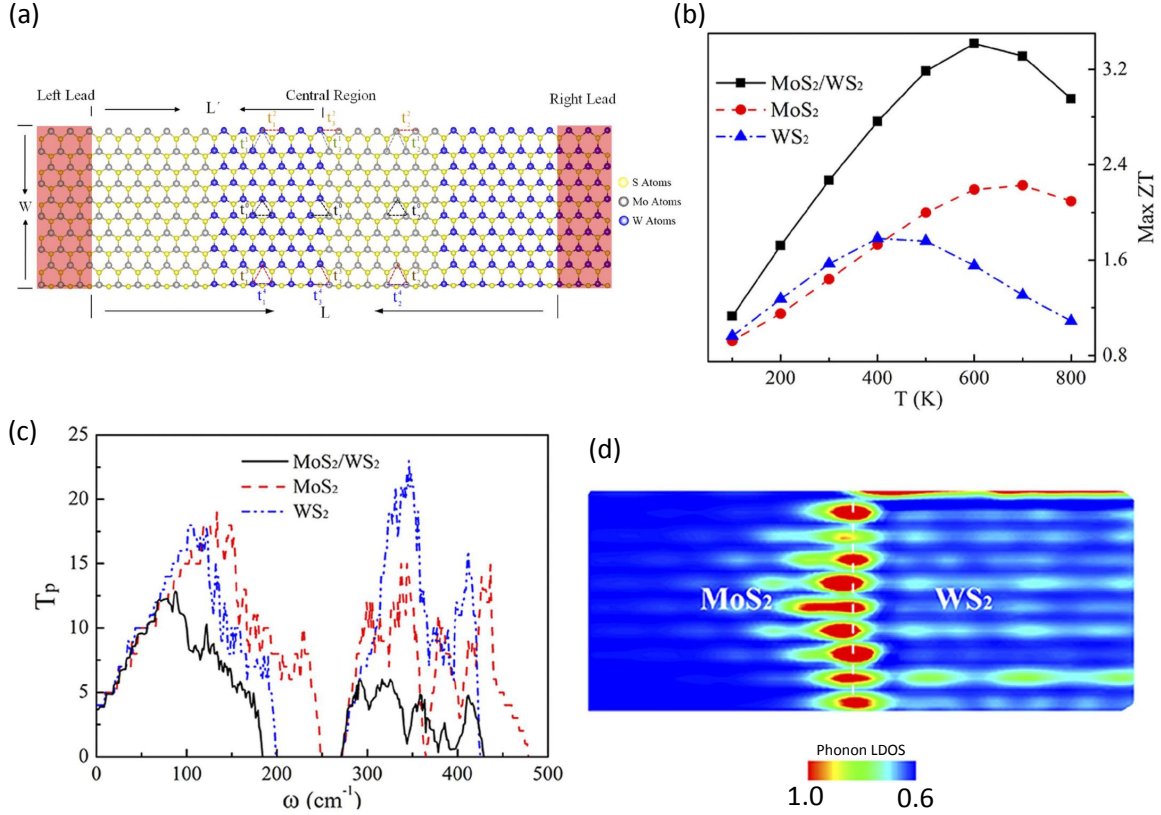 (a)
Left Lead
L´
Central Region
Right Lead
W
S Atoms
Mo Atoms
W Atoms
L
(b)
MoS₂/WS₂
MoS₂
WS₂
3.2
2.4
1.6
0.8
Max ZT
200
400
600
800
T (K)
(c)
25
20
15
10
5
0
Tₚ
MoS₂/WS₂
MoS₂
WS₂
0
100
200
300
400
500
ω (cm⁻¹)
(d)
MoS₂
WS₂
Phonon LDOS
1.0
0.6